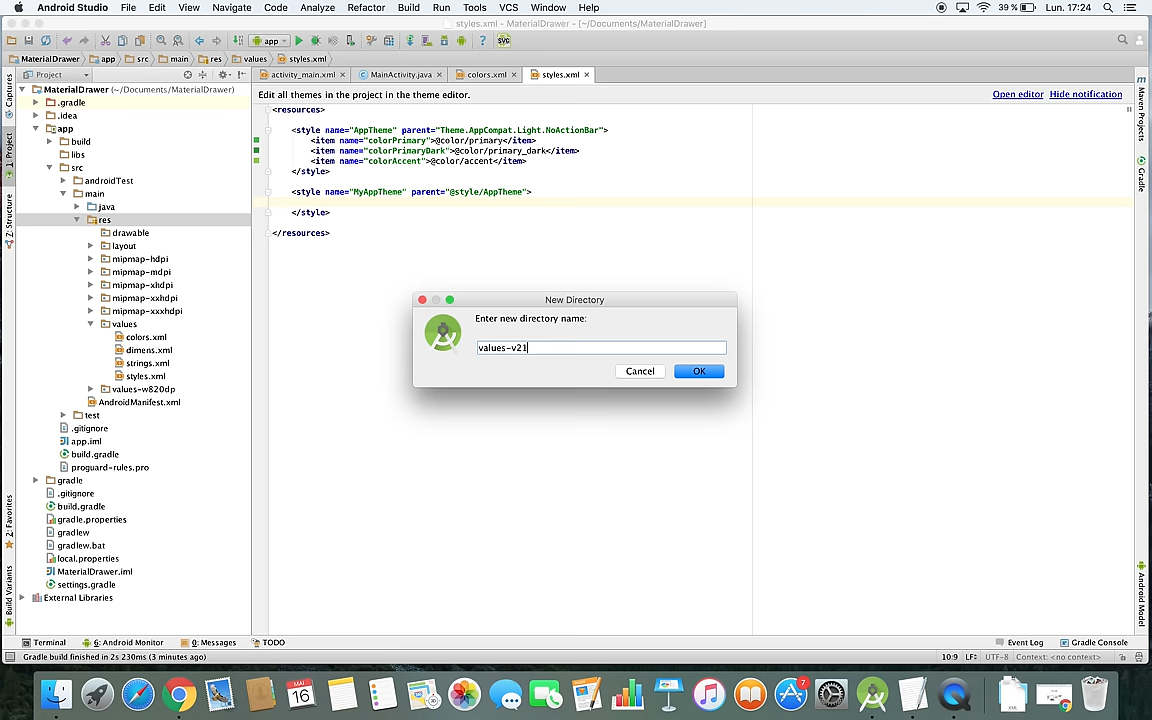 Android Studio File Edit View Navigate Code Analyze Refactor Build Run Tools VCS Window Help 39 % Lun. 17:24
styles.xml - MaterialDrawer - [~/Documents/MaterialDrawer]
app
SVG
MaterialDrawer app src main res values styles.xml
Project activity_main.xml MainActivity.java colors.xml styles.xml
Edit all themes in the project in the theme editor. Open editor Hide notification
MaterialDrawer (~/Documents/MaterialDrawer)
.gradle
.idea
app
build
libs
src
androidTest
main
java
res
drawable
layout
mipmap-hdpi
mipmap-mdpi
mipmap-xhdpi
mipmap-xxhdpi
mipmap-xxxhdpi
values
colors.xml
dimens.xml
strings.xml
styles.xml
values-w820dp
AndroidManifest.xml
test
.gitignore
app.iml
build.gradle
proguard-rules.pro
gradle
.gitignore
build.gradle
gradle.properties
gradlew
gradlew.bat
local.properties
MaterialDrawer.iml
settings.gradle
External Libraries
<resources>
<style name="AppTheme" parent="Theme.AppCompat.Light.NoActionBar">
<item name="colorPrimary">@color/primary</item>
<item name="colorPrimaryDark">@color/primary_dark</item>
<item name="colorAccent">@color/accent</item>
</style>
<style name="MyAppTheme" parent="@style/AppTheme">
</style>
</resources>
New Directory
Enter new directory name:
values-v21
Cancel OK
Captures
1: Project
Z: Structure
2: Favorites
Build Variants
Maven Projects
Gradle
Android Model
Terminal 6: Android Monitor 0: Messages TODO Event Log Gradle Console
Gradle build finished in 2s 230ms (3 minutes ago) 10:9 LF UTF-8 Context: <no context>
MAI
16
7
XML